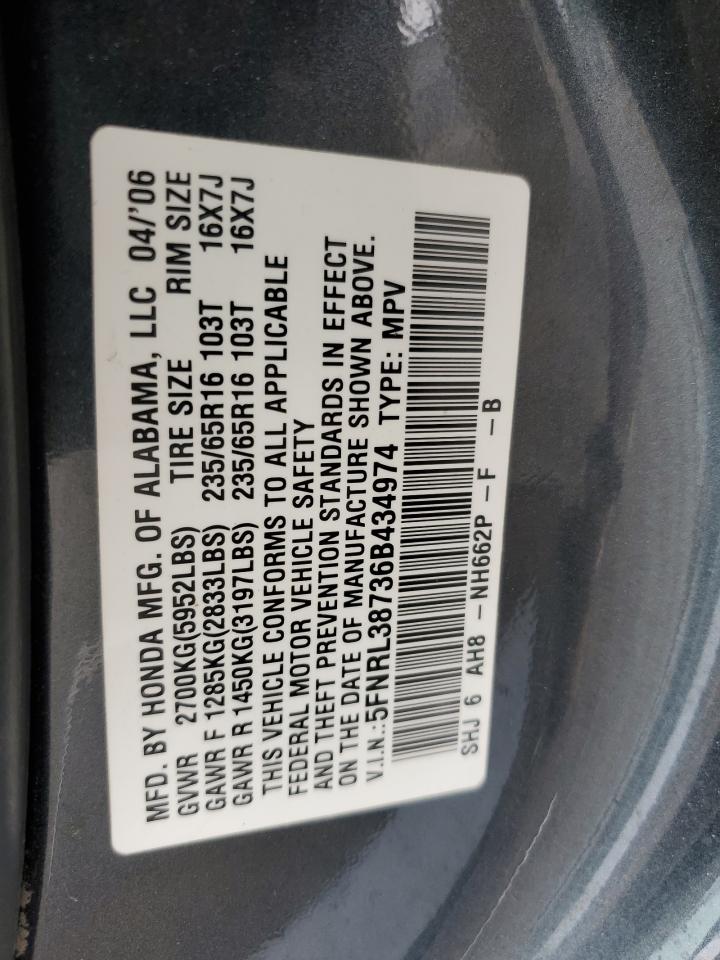 MFD. BY HONDA MFG. OF ALABAMA, LLC 04/'06
GVWR 2700KG(5952LBS) TIRE SIZE RIM SIZE
GAWR F 1285KG(2833LBS) 235/65R16 103T 16X7J
GAWR R 1450KG(3197LBS) 235/65R16 103T 16X7J
THIS VEHICLE CONFORMS TO ALL APPLICABLE
FEDERAL MOTOR VEHICLE SAFETY
AND THEFT PREVENTION STANDARDS IN EFFECT
ON THE DATE OF MANUFACTURE SHOWN ABOVE.
V.I.N.:5FNRL38736B434974 TYPE: MPV
SHJ 6 AH8 -NH662P -F -B